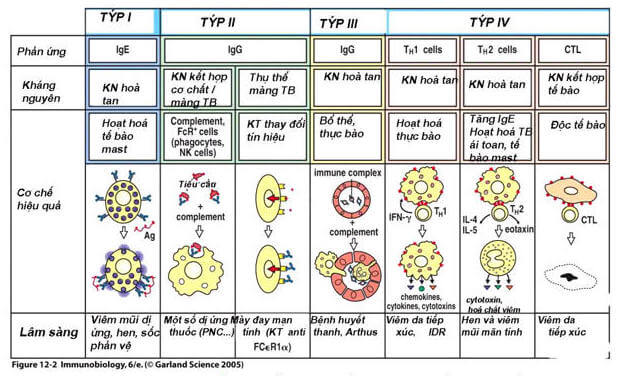 TÝP I
TÝP II
TÝP III
TÝP IV
Phản ứng
IgE
IgG
IgG
TH1 cells
TH2 cells
CTL
Kháng
nguyên
KN hoà
tan
KN kết hợp
cơ chất /
màng TB
Thụ thể
màng TB
KN hoà tan
KN hoà tan
KN hoà tan
KN kết hợp
tế bào
Cơ chế
hiệu quả
Hoạt hoá
tế bào
mast
Complement,
FcR+ cells
(phagocytes,
NK cells)
KT thay đổi
tín hiệu
Bổ thể,
thực bào
Hoạt hoá
thực bào
Tăng IgE
Hoạt hoá TB
ái toan, tế
bào mast
Độc tế bào
Ag
Tiểu cầu
+
complement
immune complex
+
complement
IFN-γ
TH1
chemokines,
cytokines, cytotoxins
IL-4
IL-5
TH2
eotaxin
cytotoxin,
hoá chất viêm
CTL
Lâm sàng
Viêm mũi dị
ứng, hen, sốc
phản vệ
Một số dị ứng
thuốc (PNC...)
Mày đay mạn
tính (KT anti
FCεR1α)
Bệnh huyết
thanh, Arthus
Viêm da tiếp
xúc, IDR
Hen và viêm
mũi mãn tính
Viêm da
tiếp xúc
Figure 12-2 Immunobiology, 6/e. (© Garland Science 2005)